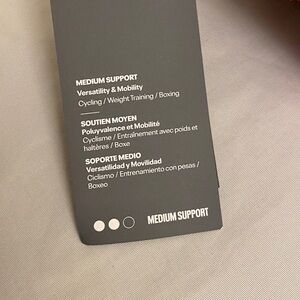 MEDIUM SUPPORT
Versatility & Mobility
Cycling / Weight Training / Boxing
SOUTIEN MOYEN
Poluyvalence et Mobilité
Cyclisme / Entraînement avec poids et
haltères / Boxe
SOPORTE MEDIO
Versatilidad y Movilidad
Ciclismo / Entrenamiento con pesas /
Boxeo
MEDIUM SUPPORT